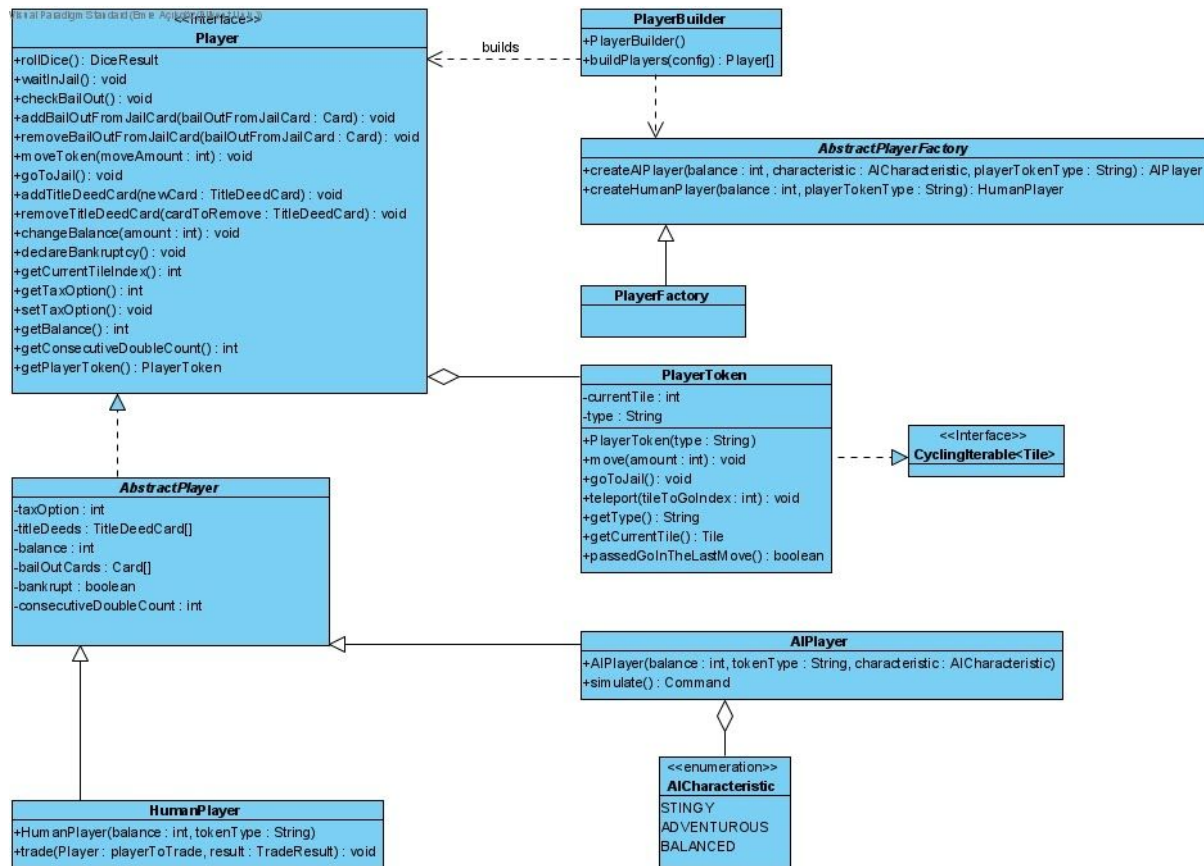 Visual Paradigm Standard
<<Interface>>
Player
+rollDice() : DiceResult
+waitInJail() : void
+checkBailOut() : void
+addBailOutFromJailCard(bailOutFromJailCard : Card) : void
+removeBailOutFromJailCard(bailOutFromJailCard : Card) : void
+moveToken(moveAmount : int) : void
+goToJail() : void
+addTitleDeedCard(newCard : TitleDeedCard) : void
+removeTitleDeedCard(cardToRemove : TitleDeedCard) : void
+changeBalance(amount : int) : void
+declareBankruptcy() : void
+getCurrentTileIndex() : int
+getTaxOption() : int
+setTaxOption() : void
+getBalance() : int
+getConsecutiveDoubleCount() : int
+getPlayerToken() : PlayerToken
builds
PlayerBuilder
+PlayerBuilder()
+buildPlayers(config) : Player[]
AbstractPlayerFactory
+createAIPlayer(balance : int, characteristic : AICharacteristic, playerTokenType : String) : AIPlayer
+createHumanPlayer(balance : int, playerTokenType : String) : HumanPlayer
PlayerFactory
PlayerToken
-currentTile : int
-type : String
+PlayerToken(type : String)
+move(amount : int) : void
+goToJail() : void
+teleport(tileToGoIndex : int) : void
+getType() : String
+getCurrentTile() : Tile
+passedGoInTheLastMove() : boolean
<<Interface>>
CyclingIterable<Tile>
AbstractPlayer
-taxOption : int
-titleDeeds : TitleDeedCard[]
-balance : int
-bailOutCards : Card[]
-bankrupt : boolean
-consecutiveDoubleCount : int
AIPlayer
+AIPlayer(balance : int, tokenType : String, characteristic : AICharacteristic)
+simulate() : Command
<<enumeration>>
AICharacteristic
STINGY
ADVENTUROUS
BALANCED
HumanPlayer
+HumanPlayer(balance : int, tokenType : String)
+trade(Player : playerToTrade, result : TradeResult) : void